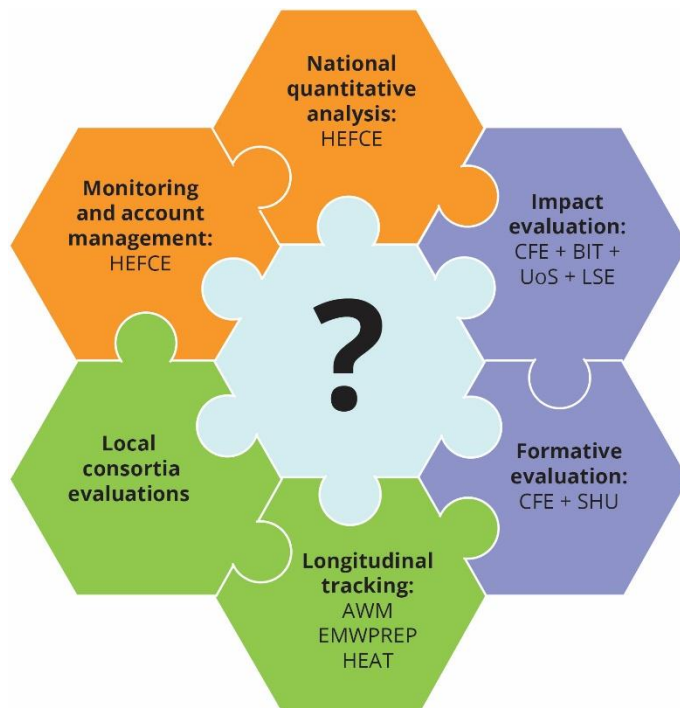 National
quantitative
analysis:
HEFCE
Monitoring
and account
management:
HEFCE
Impact
evaluation:
CFE + BIT +
UoS + LSE
?
Local
consortia
evaluations
Formative
evaluation:
CFE + SHU
Longitudinal
tracking:
AWM
EMWPREP
HEAT